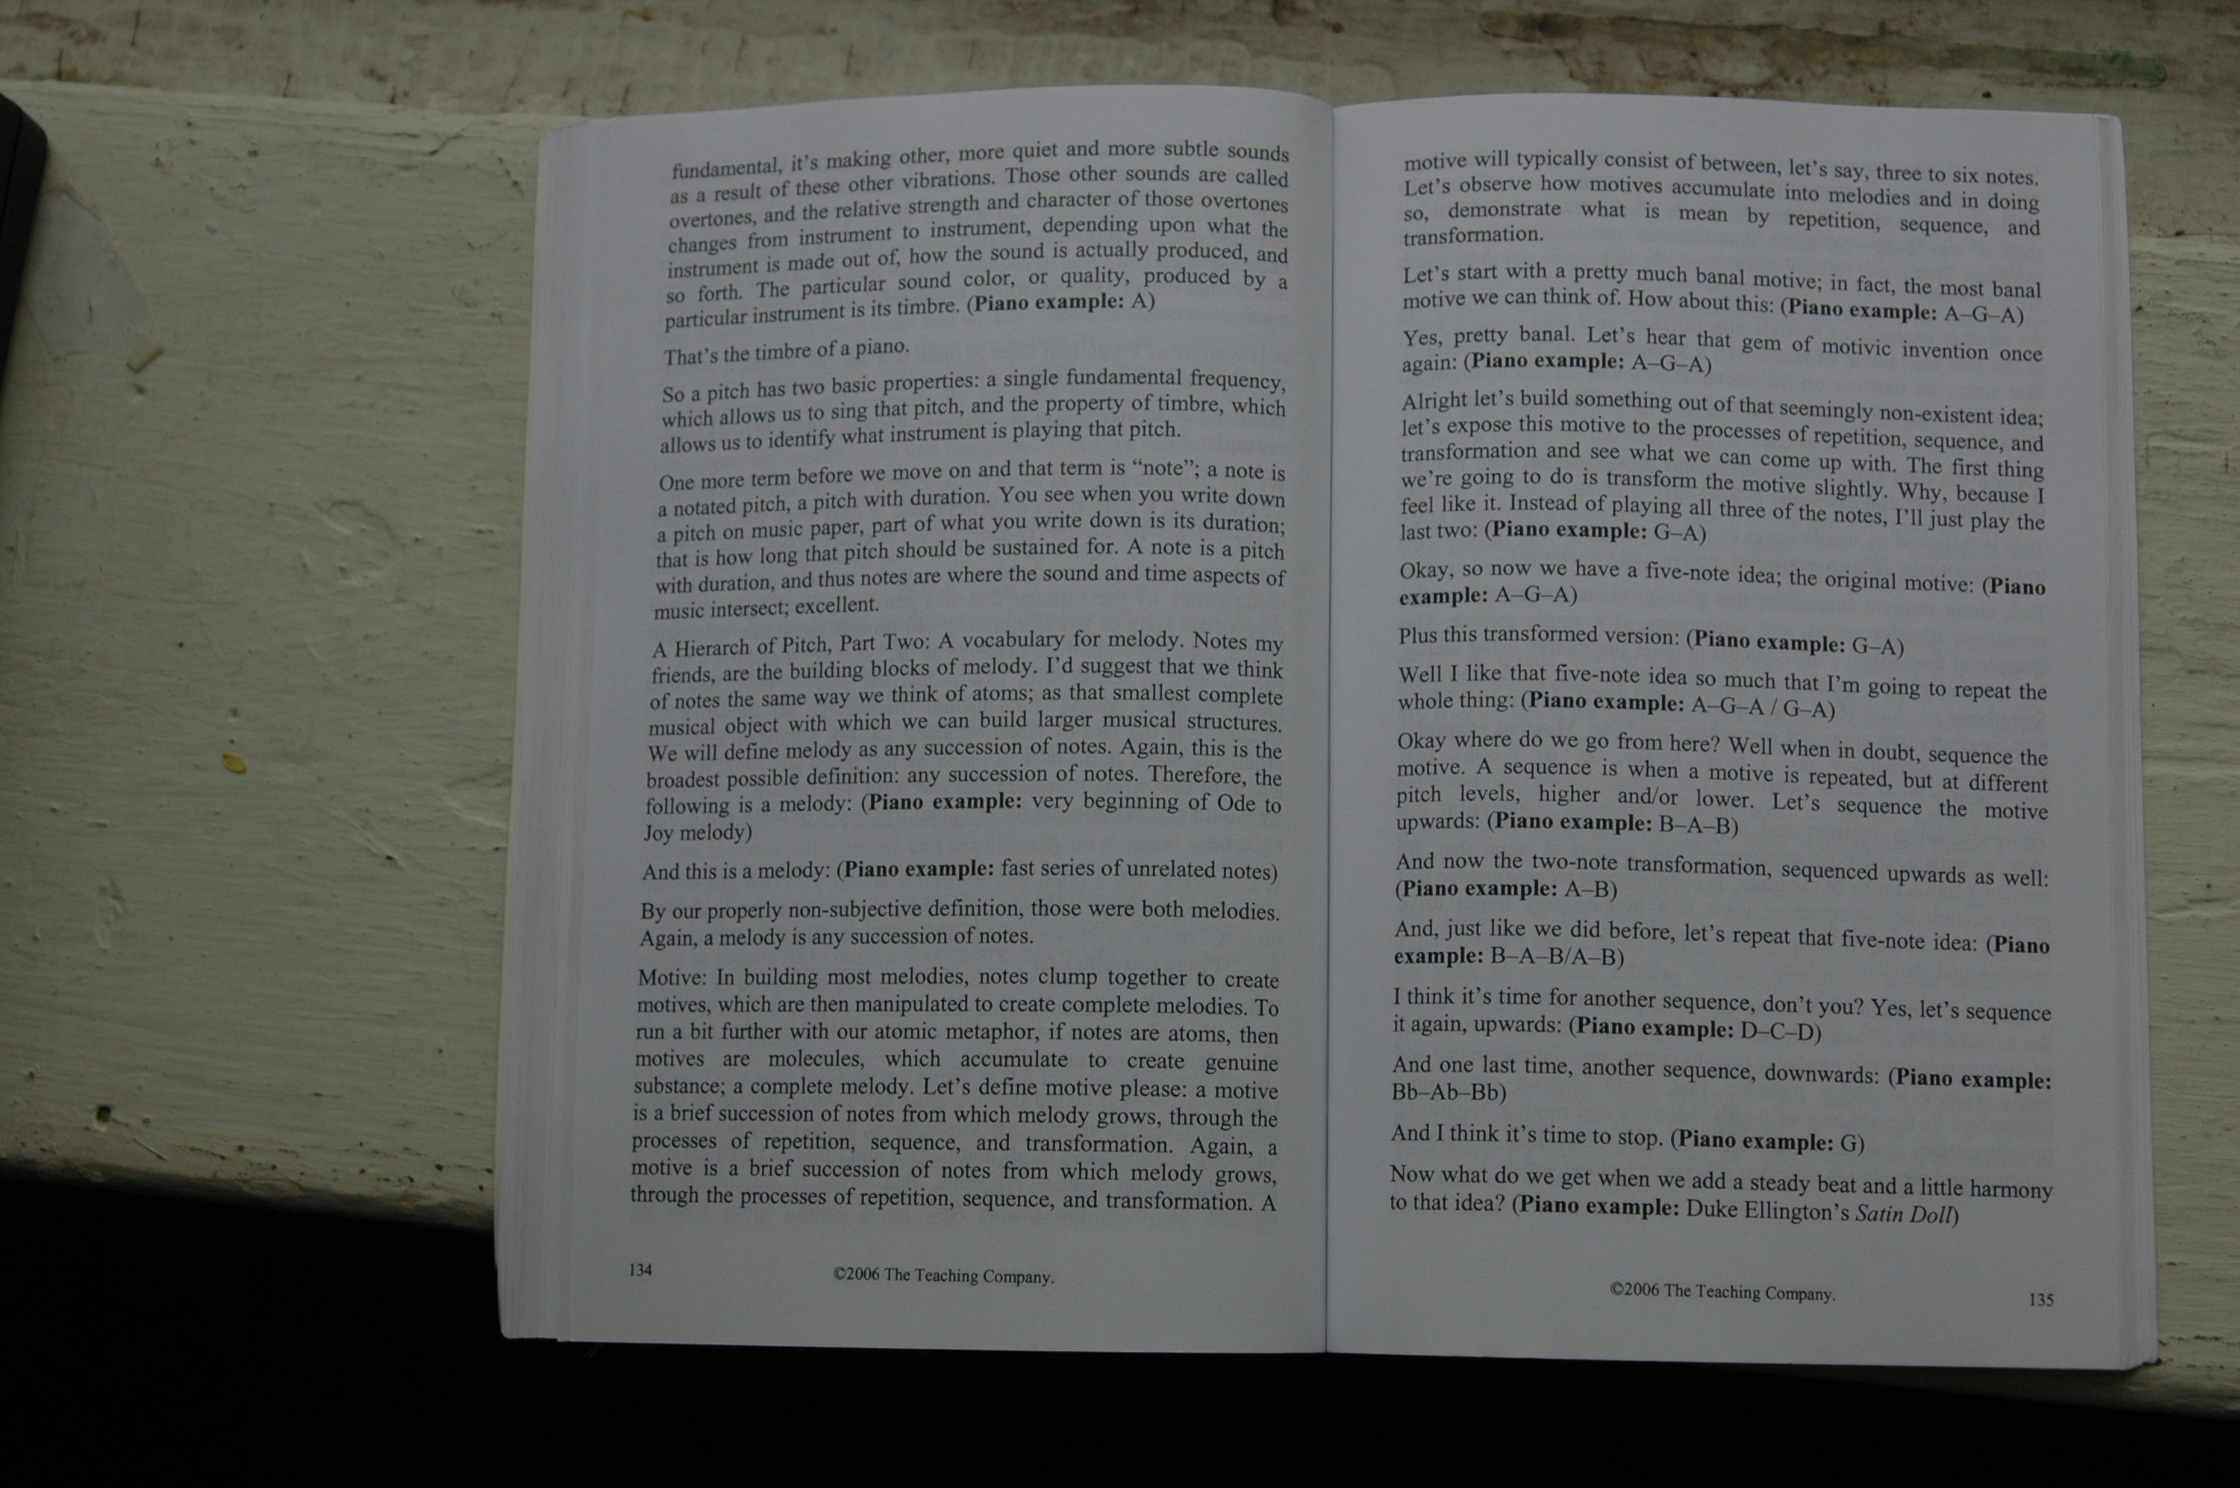 fundamental, it's making other, more quiet and more subtle sounds
as a result of these other vibrations. Those other sounds are called
overtones, and the relative strength and character of those overtones
changes from instrument to instrument, depending upon what the
instrument is made out of, how the sound is actually produced, and
so forth. The particular sound color, or quality, produced by a
particular instrument is its timbre. (Piano example: A)
That's the timbre of a piano.
So a pitch has two basic properties: a single fundamental frequency,
which allows us to sing that pitch, and the property of timbre, which
allows us to identify what instrument is playing that pitch.
One more term before we move on and that term is “note”; a note is
a notated pitch, a pitch with duration. You see when you write down
a pitch on music paper, part of what you write down is its duration;
that is how long that pitch should be sustained for. A note is a pitch
with duration, and thus notes are where the sound and time aspects of
music intersect; excellent.
A Hierarch of Pitch, Part Two: A vocabulary for melody. Notes my
friends, are the building blocks of melody. I'd suggest that we think
of notes the same way we think of atoms; as that smallest complete
musical object with which we can build larger musical structures.
We will define melody as any succession of notes. Again, this is the
broadest possible definition: any succession of notes. Therefore, the
following is a melody: (Piano example: very beginning of Ode to
Joy melody)
And this is a melody: (Piano example: fast series of unrelated notes)
By our properly non-subjective definition, those were both melodies.
Again, a melody is any succession of notes.
Motive: In building most melodies, notes clump together to create
motives, which are then manipulated to create complete melodies. To
run a bit further with our atomic metaphor, if notes are atoms, then
motives are molecules, which accumulate to create genuine
substance; a complete melody. Let's define motive please: a motive
is a brief succession of notes from which melody grows, through the
processes of repetition, sequence, and transformation. Again, a
motive is a brief succession of notes from which melody grows,
through the processes of repetition, sequence, and transformation. A
134
©2006 The Teaching Company.
motive will typically consist of between, let's say, three to six notes.
Let's observe how motives accumulate into melodies and in doing
so, demonstrate what is mean by repetition, sequence, and
transformation.
Let's start with a pretty much banal motive; in fact, the most banal
motive we can think of. How about this: (Piano example: A–G–A)
Yes, pretty banal. Let's hear that gem of motivic invention once
again: (Piano example: A–G–A)
Alright let's build something out of that seemingly non-existent idea;
let's expose this motive to the processes of repetition, sequence, and
transformation and see what we can come up with. The first thing
we're going to do is transform the motive slightly. Why, because I
feel like it. Instead of playing all three of the notes, I'll just play the
last two: (Piano example: G–A)
Okay, so now we have a five-note idea; the original motive: (Piano
example: A–G–A)
Plus this transformed version: (Piano example: G–A)
Well I like that five-note idea so much that I'm going to repeat the
whole thing: (Piano example: A–G–A / G–A)
Okay where do we go from here? Well when in doubt, sequence the
motive. A sequence is when a motive is repeated, but at different
pitch levels, higher and/or lower. Let's sequence the motive
upwards: (Piano example: B–A–B)
And now the two-note transformation, sequenced upwards as well:
(Piano example: A–B)
And, just like we did before, let's repeat that five-note idea: (Piano
example: B–A–B/A–B)
I think it's time for another sequence, don't you? Yes, let's sequence
it again, upwards: (Piano example: D–C–D)
And one last time, another sequence, downwards: (Piano example:
Bb–Ab–Bb)
And I think it's time to stop. (Piano example: G)
Now what do we get when we add a steady beat and a little harmony
to that idea? (Piano example: Duke Ellington's Satin Doll)
©2006 The Teaching Company.
135